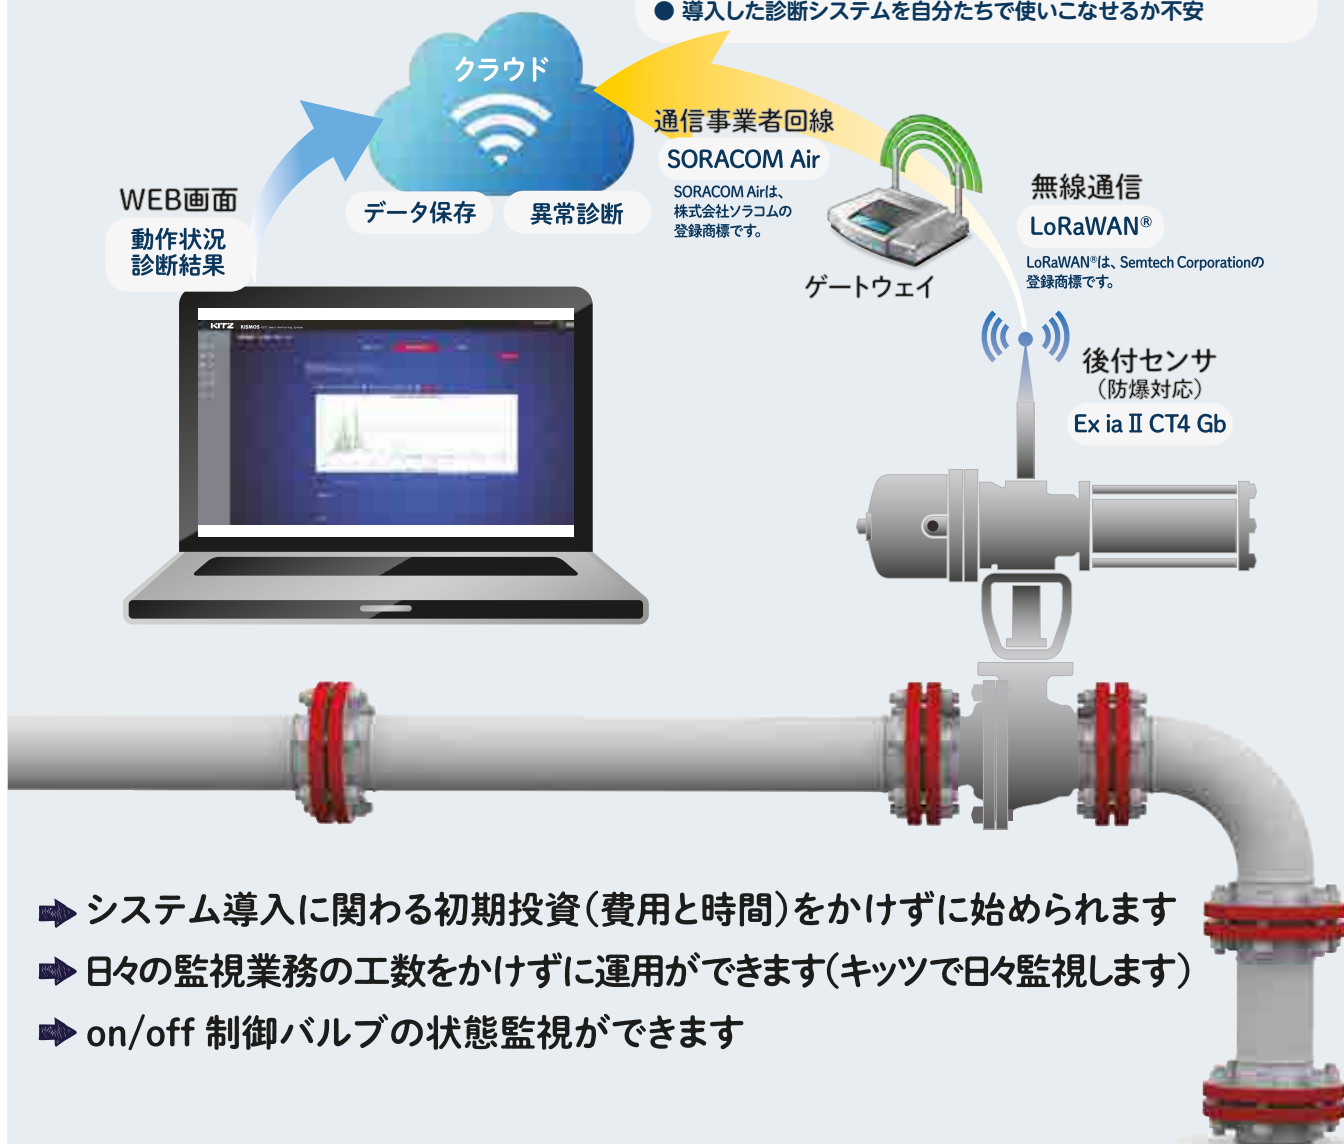 ● 導入した診断システムを自分たちで使いこなせるか不安
クラウド
データ保存
異常診断
通信事業者回線
SORACOM Air
SORACOM Airは、
株式会社ソラコムの
登録商標です。
ゲートウェイ
無線通信
LoRaWAN®
LoRaWAN®は、Semtech Corporationの
登録商標です。
WEB画面
動作状況
診断結果
KITZ KISMOS
後付センサ
（防爆対応）
Ex ia Ⅱ CT4 Gb
システム導入に関わる初期投資（費用と時間）をかけずに始められます
日々の監視業務の工数をかけずに運用ができます（キッツで日々監視します）
on/off 制御バルブの状態監視ができます